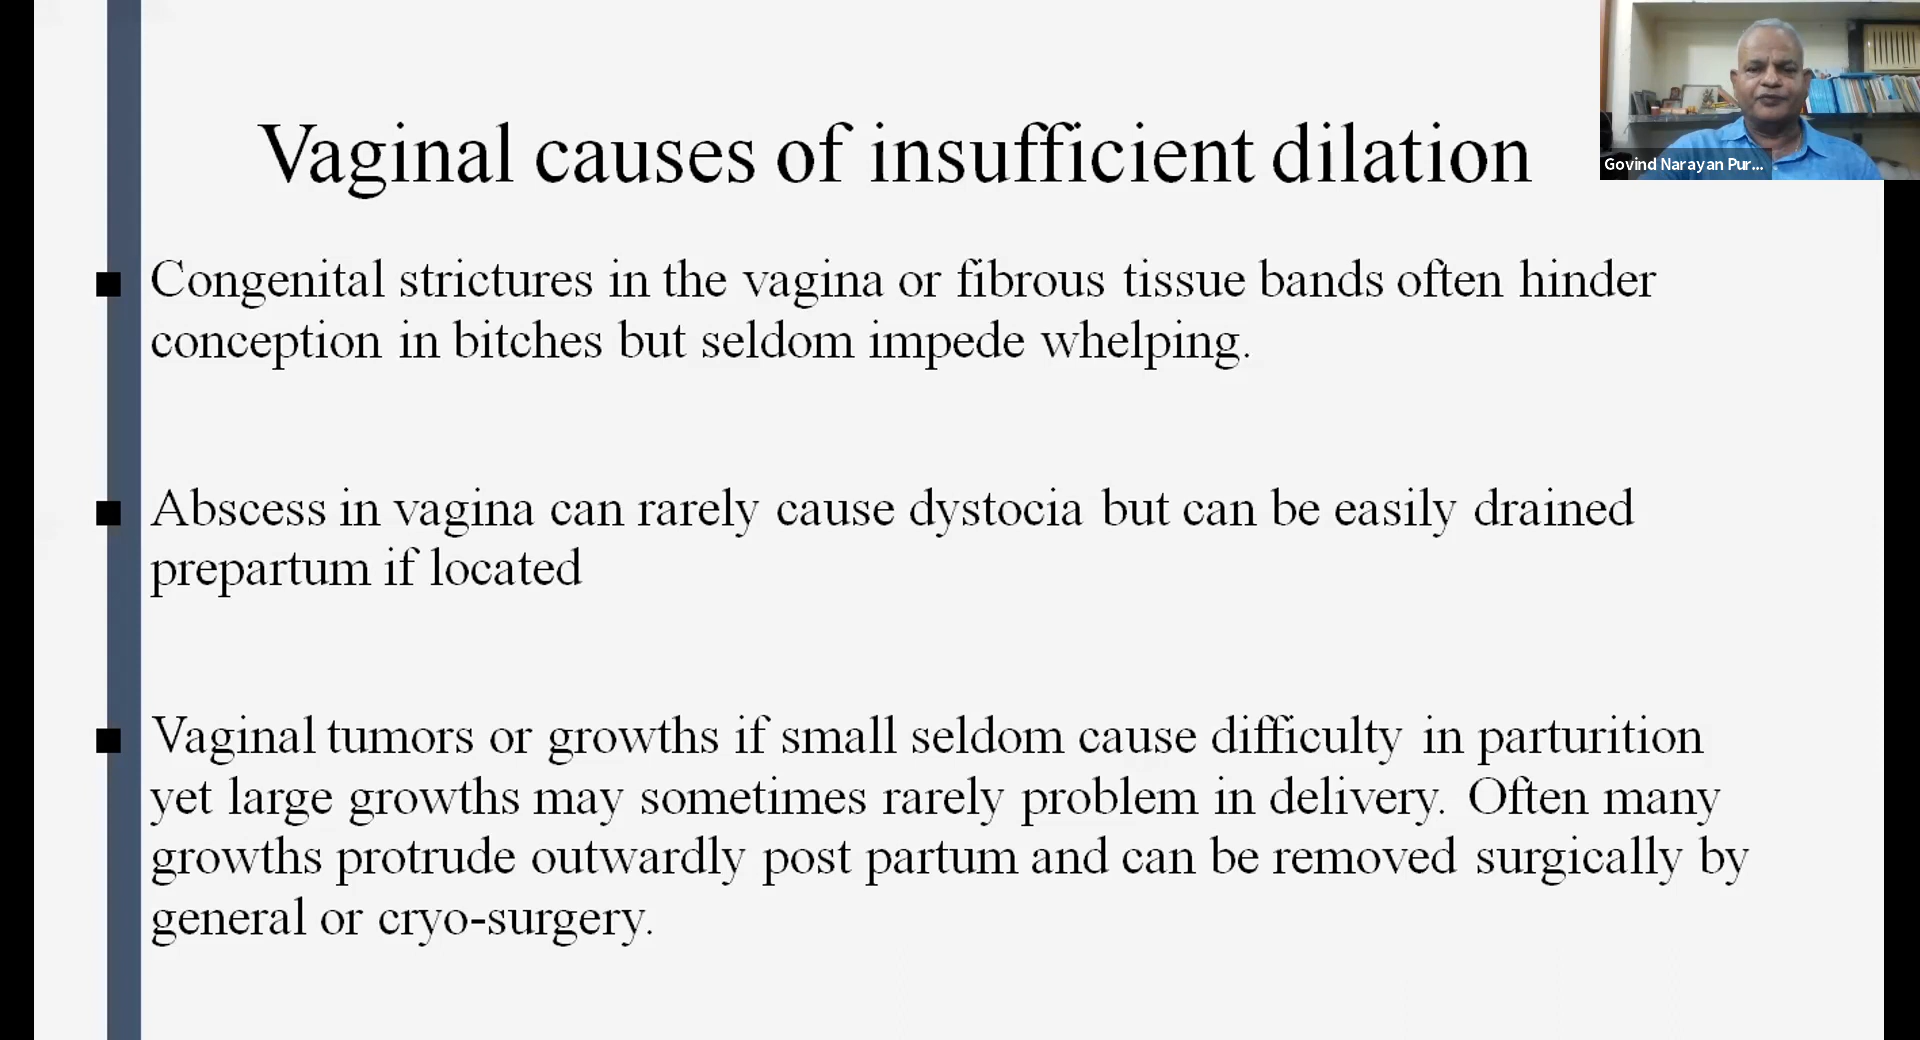 Vaginal causes of insufficient dilation
Govind Narayan Pur...
■ Congenital strictures in the vagina or fibrous tissue bands often hinder
conception in bitches but seldom impede whelping.
■ Abscess in vagina can rarely cause dystocia but can be easily drained
prepartum if located
■ Vaginal tumors or growths if small seldom cause difficulty in parturition
yet large growths may sometimes rarely problem in delivery. Often many
growths protrude outwardly post partum and can be removed surgically by
general or cryo-surgery.